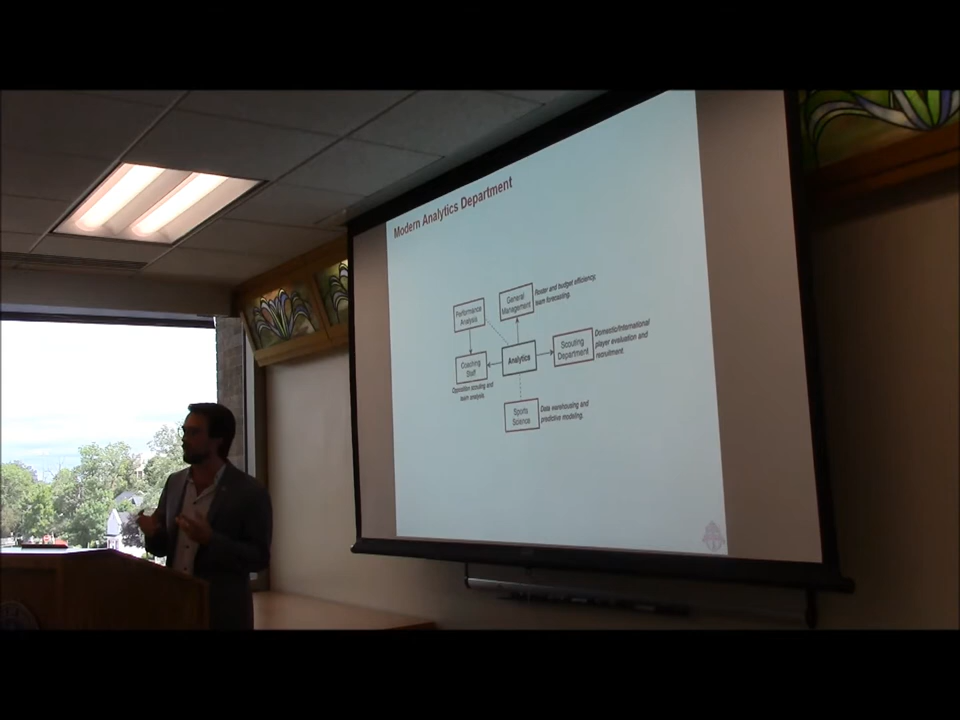 Modern Analytics Department
General
Management
Roster and budget efficiency,
team forecasting.
Performance
Analysis
Scouting
Department
Domestic/International
player evaluation and
recruitment
Analytics
Coaching
Staff
Opposition scouting and
team analysis.
Sports
Science
Data warehousing and
predictive modeling.